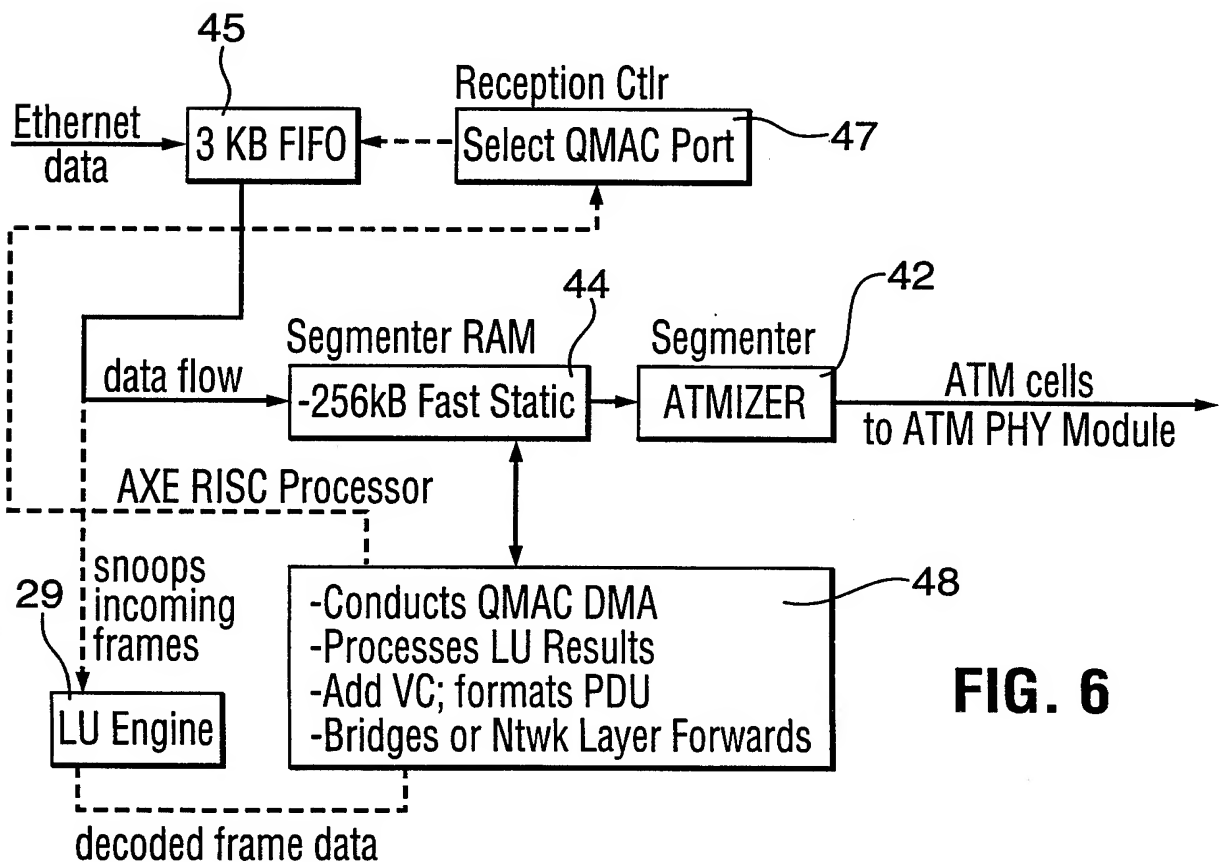 45
Reception Ctlr
Ethernet
data
3 KB FIFO
Select QMAC Port
47
44
42
Segmenter RAM
Segmenter
data flow
-256kB Fast Static
ATMIZER
ATM cells
to ATM PHY Module
AXE RISC Processor
snoops
incoming
frames
29
LU Engine
-Conducts QMAC DMA
-Processes LU Results
-Add VC; formats PDU
-Bridges or Ntwk Layer Forwards
48
FIG. 6
decoded frame data